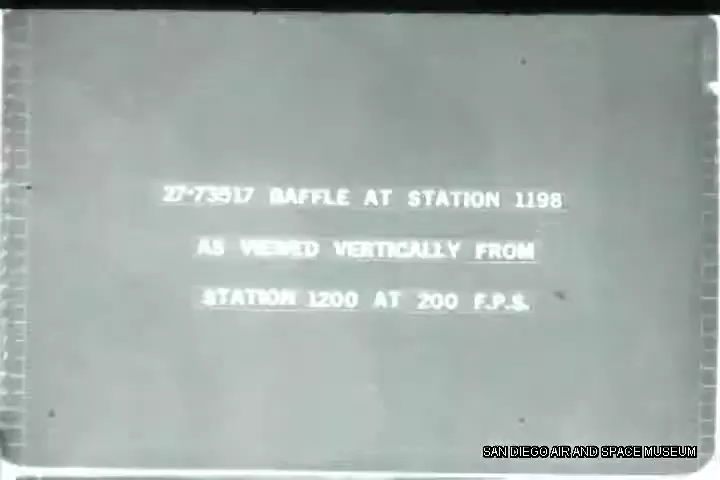 27-73517 BAFFLE AT STATION 1198
AS VIEWED VERTICALLY FROM
STATION 1200 AT 200 F.P.S.
SAN DIEGO AIR AND SPACE MUSEUM